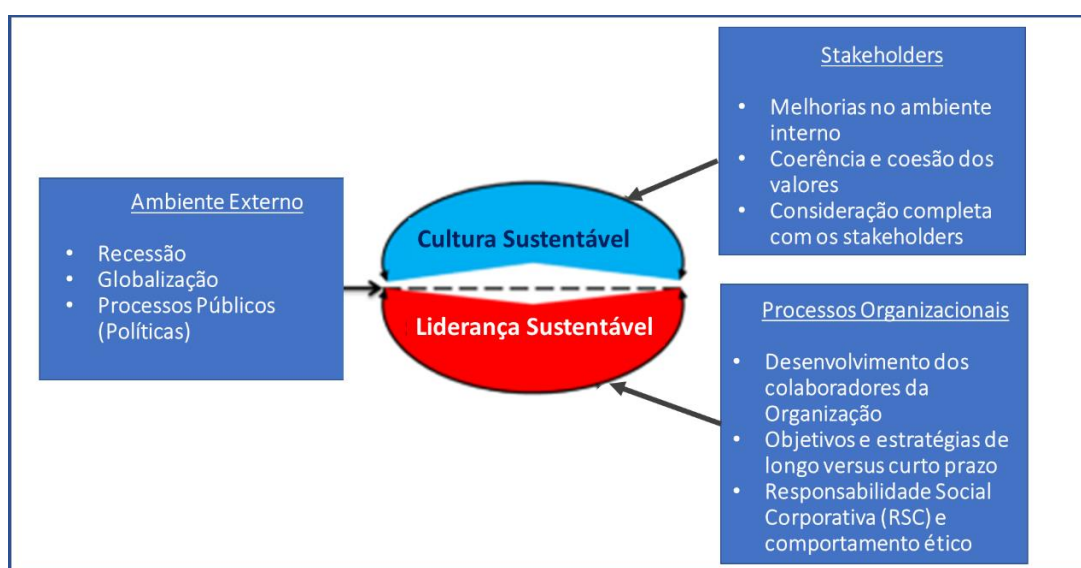 Ambiente Externo
• Recessão
• Globalização
• Processos Públicos
(Políticas)
Cultura Sustentável
Liderança Sustentável
Stakeholders
• Melhorias no ambiente
interno
• Coerência e coesão dos
valores
• Consideração completa
com os stakeholders
Processos Organizacionais
• Desenvolvimento dos
colaboradores da
Organização
• Objetivos e estratégias de
longo versus curto prazo
• Responsabilidade Social
Corporativa (RSC) e
comportamento ético